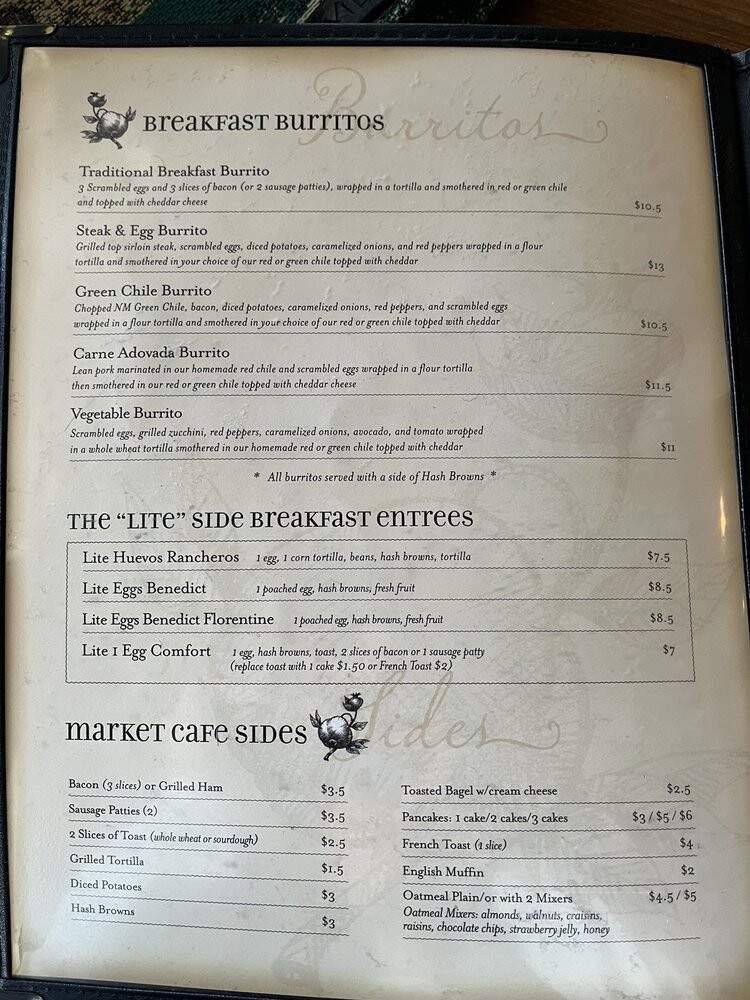 Burritos
Breakfast Burritos
Traditional Breakfast Burrito
3 Scrambled eggs and 3 slices of bacon (or 2 sausage patties), wrapped in a tortilla and smothered in red or green chile
and topped with cheddar cheese $10.5
Steak & Egg Burrito
Grilled top sirloin steak, scrambled eggs, diced potatoes, caramelized onions, and red peppers wrapped in a flour
tortilla and smothered in your choice of our red or green chile topped with cheddar $13
Green Chile Burrito
Chopped NM Green Chile, bacon, diced potatoes, caramelized onions, red peppers, and scrambled eggs
wrapped in a flour tortilla and smothered in your choice of our red or green chile topped with cheddar $10.5
Carne Adovada Burrito
Lean pork marinated in our homemade red chile and scrambled eggs wrapped in a flour tortilla
then smothered in our red or green chile topped with cheddar cheese $11.5
Vegetable Burrito
Scrambled eggs, grilled zucchini, red peppers, caramelized onions, avocado, and tomato wrapped
in a whole wheat tortilla smothered in our homemade red or green chile topped with cheddar $11
* All burritos served with a side of Hash Browns *
The "Lite" Side Breakfast Entrees
Lite Huevos Rancheros 1 egg, 1 corn tortilla, beans, hash browns, tortilla $7.5
Lite Eggs Benedict 1 poached egg, hash browns, fresh fruit $8.5
Lite Eggs Benedict Florentine 1 poached egg, hash browns, fresh fruit $8.5
Lite 1 Egg Comfort 1 egg, hash browns, toast, 2 slices of bacon or 1 sausage patty $7
(replace toast with 1 cake $1.50 or French Toast $2)
Sides
Market Cafe Sides
Bacon (3 slices) or Grilled Ham $3.5
Sausage Patties (2) $3.5
2 Slices of Toast (whole wheat or sourdough) $2.5
Grilled Tortilla $1.5
Diced Potatoes $3
Hash Browns $3
Toasted Bagel w/cream cheese $2.5
Pancakes: 1 cake/2 cakes/3 cakes $3 / $5 / $6
French Toast (1 slice) $4
English Muffin $2
Oatmeal Plain/or with 2 Mixers $4.5 / $5
Oatmeal Mixers: almonds, walnuts, craisins,
raisins, chocolate chips, strawberry jelly, honey